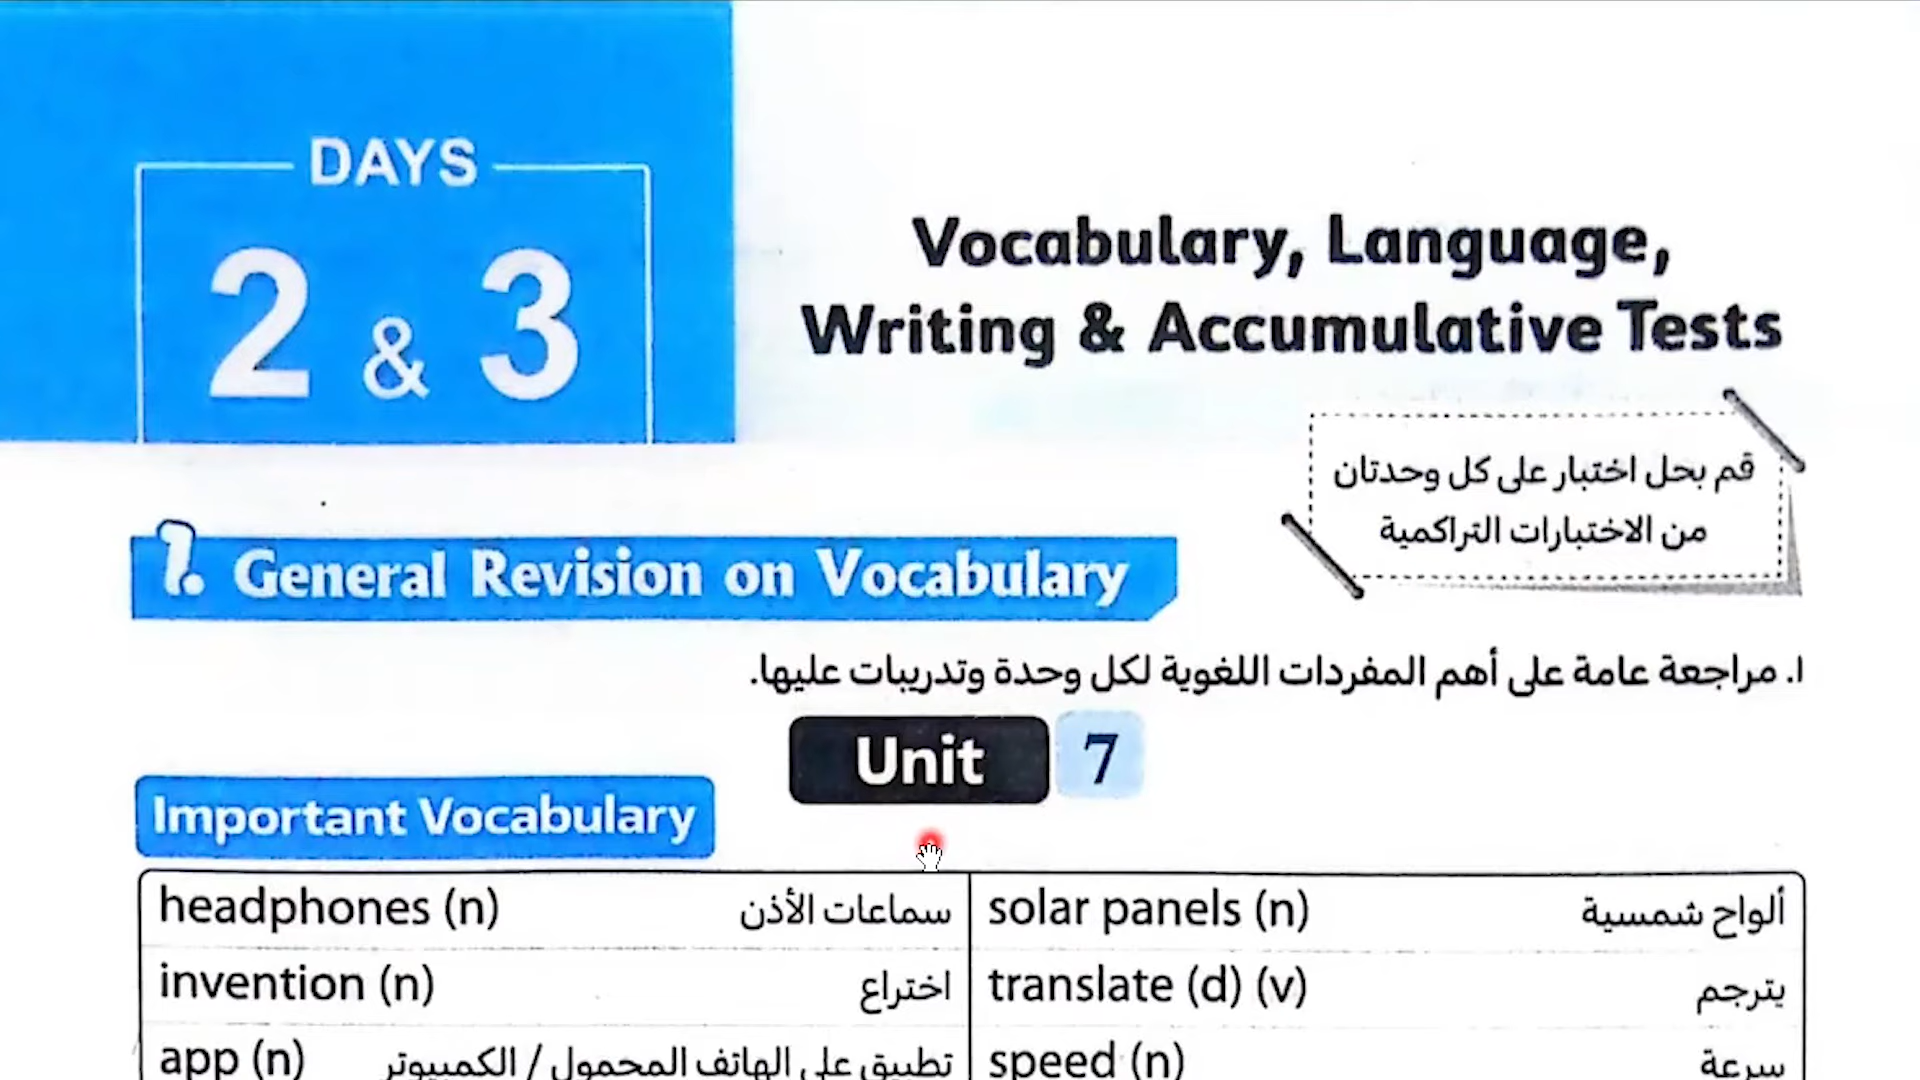 DAYS
2 & 3
Vocabulary, Language,
Writing & Accumulative Tests
قم بحل اختبار على كل وحدتان
من الاختبارات التراكمية
1. General Revision on Vocabulary
١. مراجعة عامة على أهم المفردات اللغوية لكل وحدة وتدريبات عليها.
Unit 7
Important Vocabulary
headphones (n) سماعات الأذن solar panels (n) ألواح شمسية
invention (n) اختراع translate (d) (v) يترجم
app (n) تطبيق على الهاتف المحمول / الكمبيوتر speed (n) سرعة